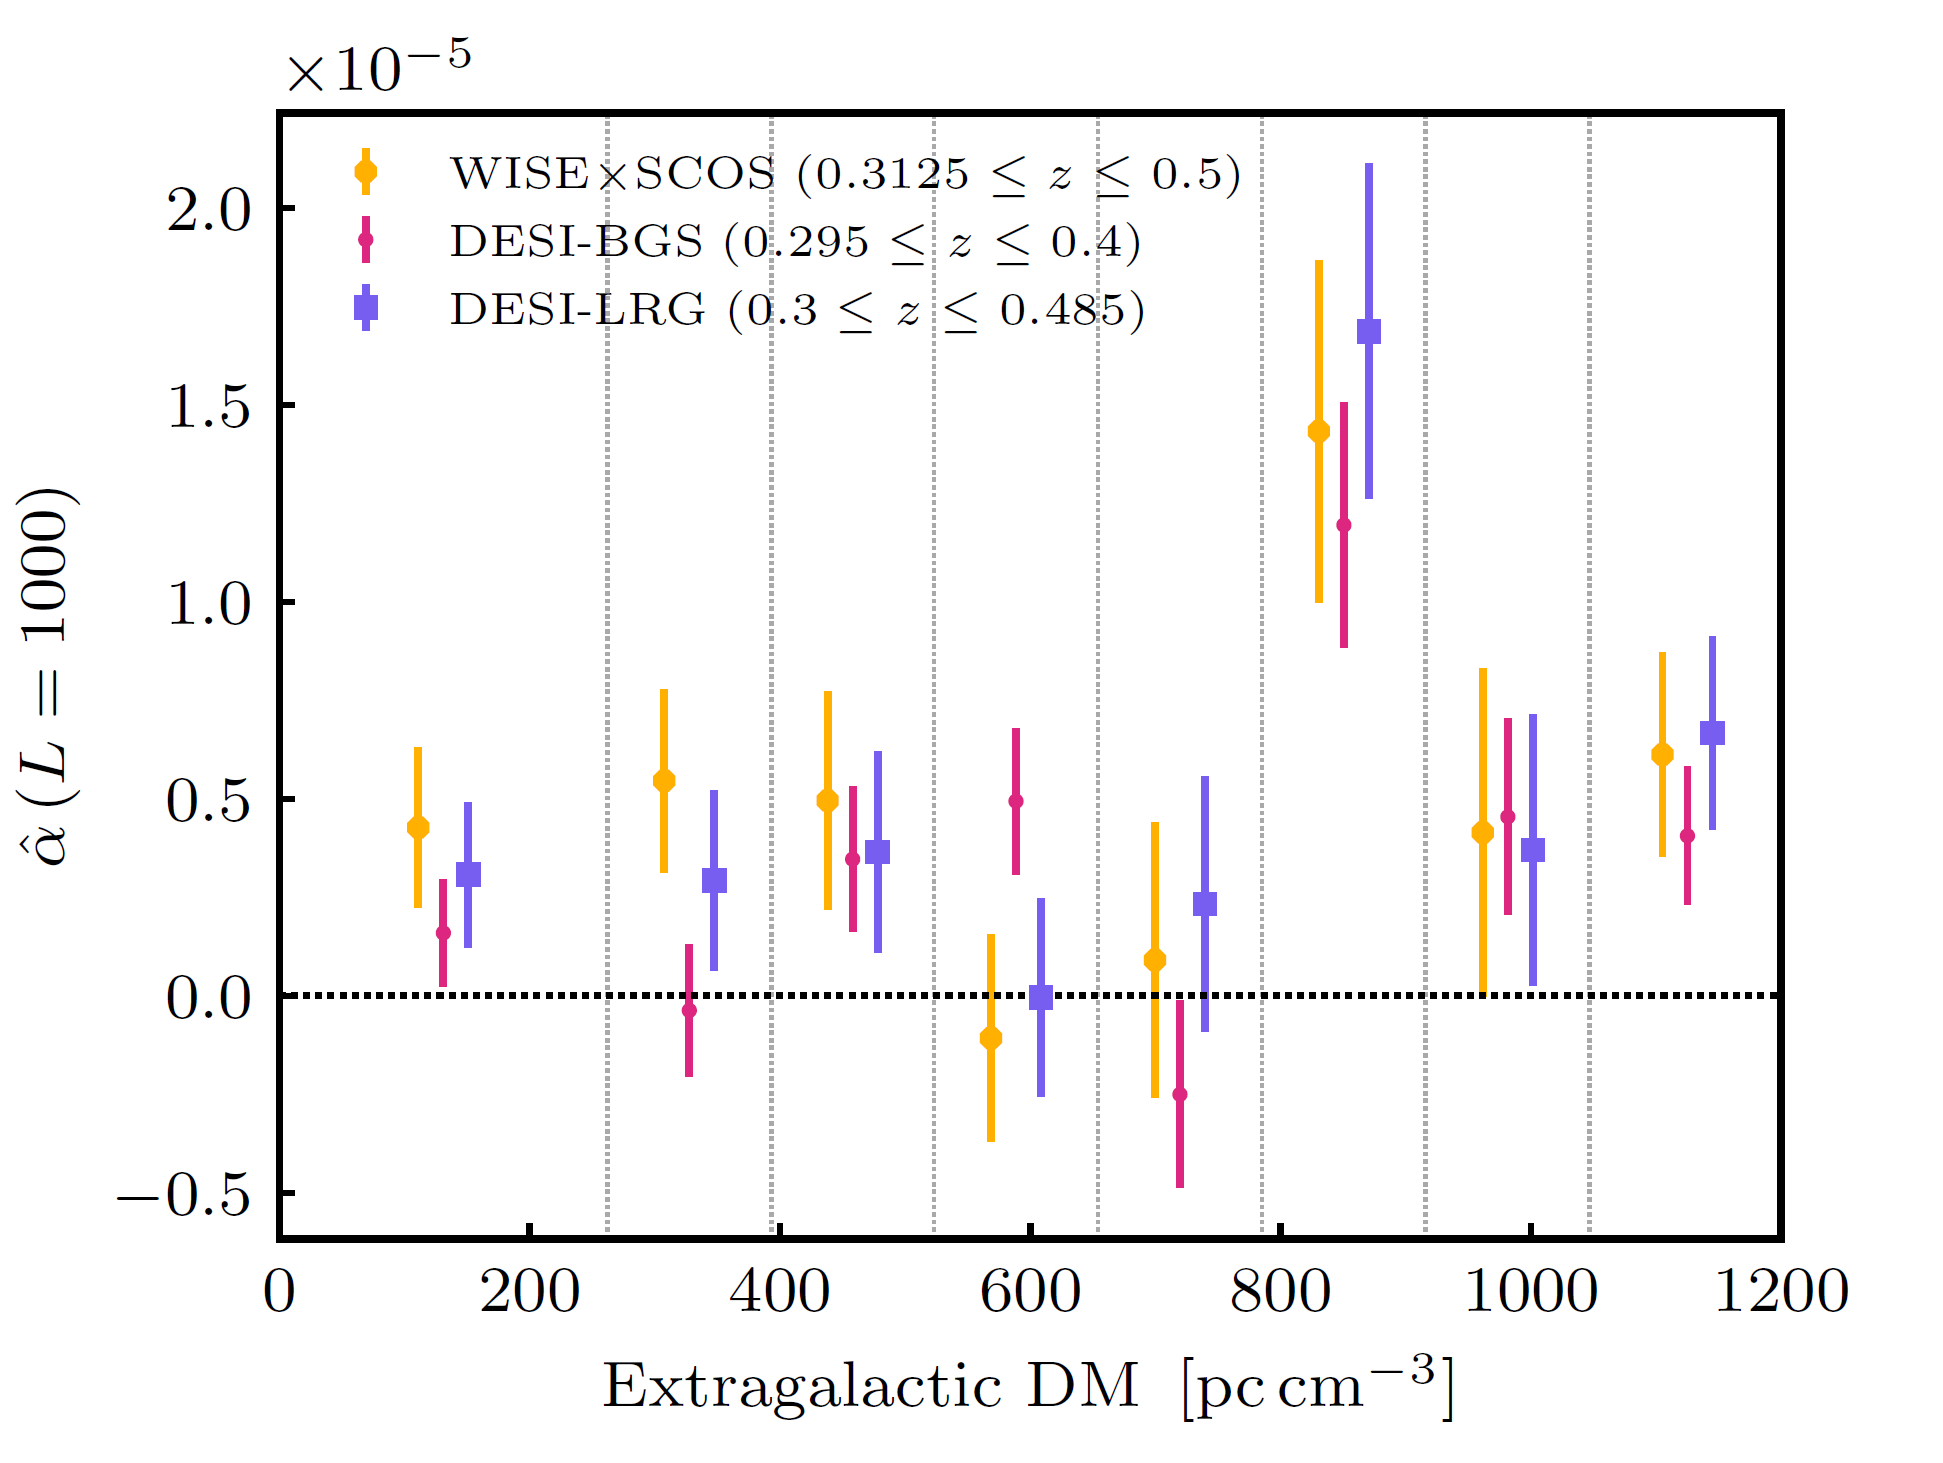 ×10⁻⁵
WISE×SCOS (0.3125 ≤ z ≤ 0.5)
DESI-BGS (0.295 ≤ z ≤ 0.4)
DESI-LRG (0.3 ≤ z ≤ 0.485)
2.0
1.5
1.0
0.5
0.0
−0.5
α̂ (L = 1000)
0 200 400 600 800 1000 1200
Extragalactic DM [pc cm⁻³]